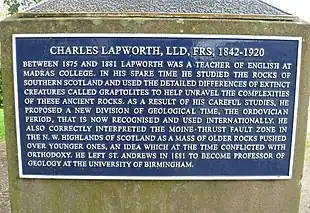 CHARLES LAPWORTH, LLD, FRS, 1842-1920
BETWEEN 1875 AND 1881 LAPWORTH WAS A TEACHER OF ENGLISH AT
MADRAS COLLEGE. IN HIS SPARE TIME HE STUDIED THE ROCKS OF
SOUTHERN SCOTLAND AND USED THE DETAILED DIFFERENCES OF EXTINCT
CREATURES CALLED GRAPTOLITES TO HELP UNRAVEL THE COMPLEXITIES
OF THESE ANCIENT ROCKS. AS A RESULT OF HIS CAREFUL STUDIES, HE
PROPOSED A NEW DIVISION OF GEOLOGICAL TIME, THE ORDOVICIAN
PERIOD, THAT IS NOW RECOGNISED AND USED INTERNATIONALLY. HE
ALSO CORRECTLY INTERPRETED THE MOINE-THRUST FAULT ZONE IN
THE N.W. HIGHLANDS OF SCOTLAND AS A MASS OF OLDER ROCKS PUSHED
OVER YOUNGER ONES, AN IDEA WHICH AT THE TIME CONFLICTED WITH
ORTHODOXY. HE LEFT ST. ANDREWS IN 1881 TO BECOME PROFESSOR OF
GEOLOGY AT THE UNIVERSITY OF BIRMINGHAM.